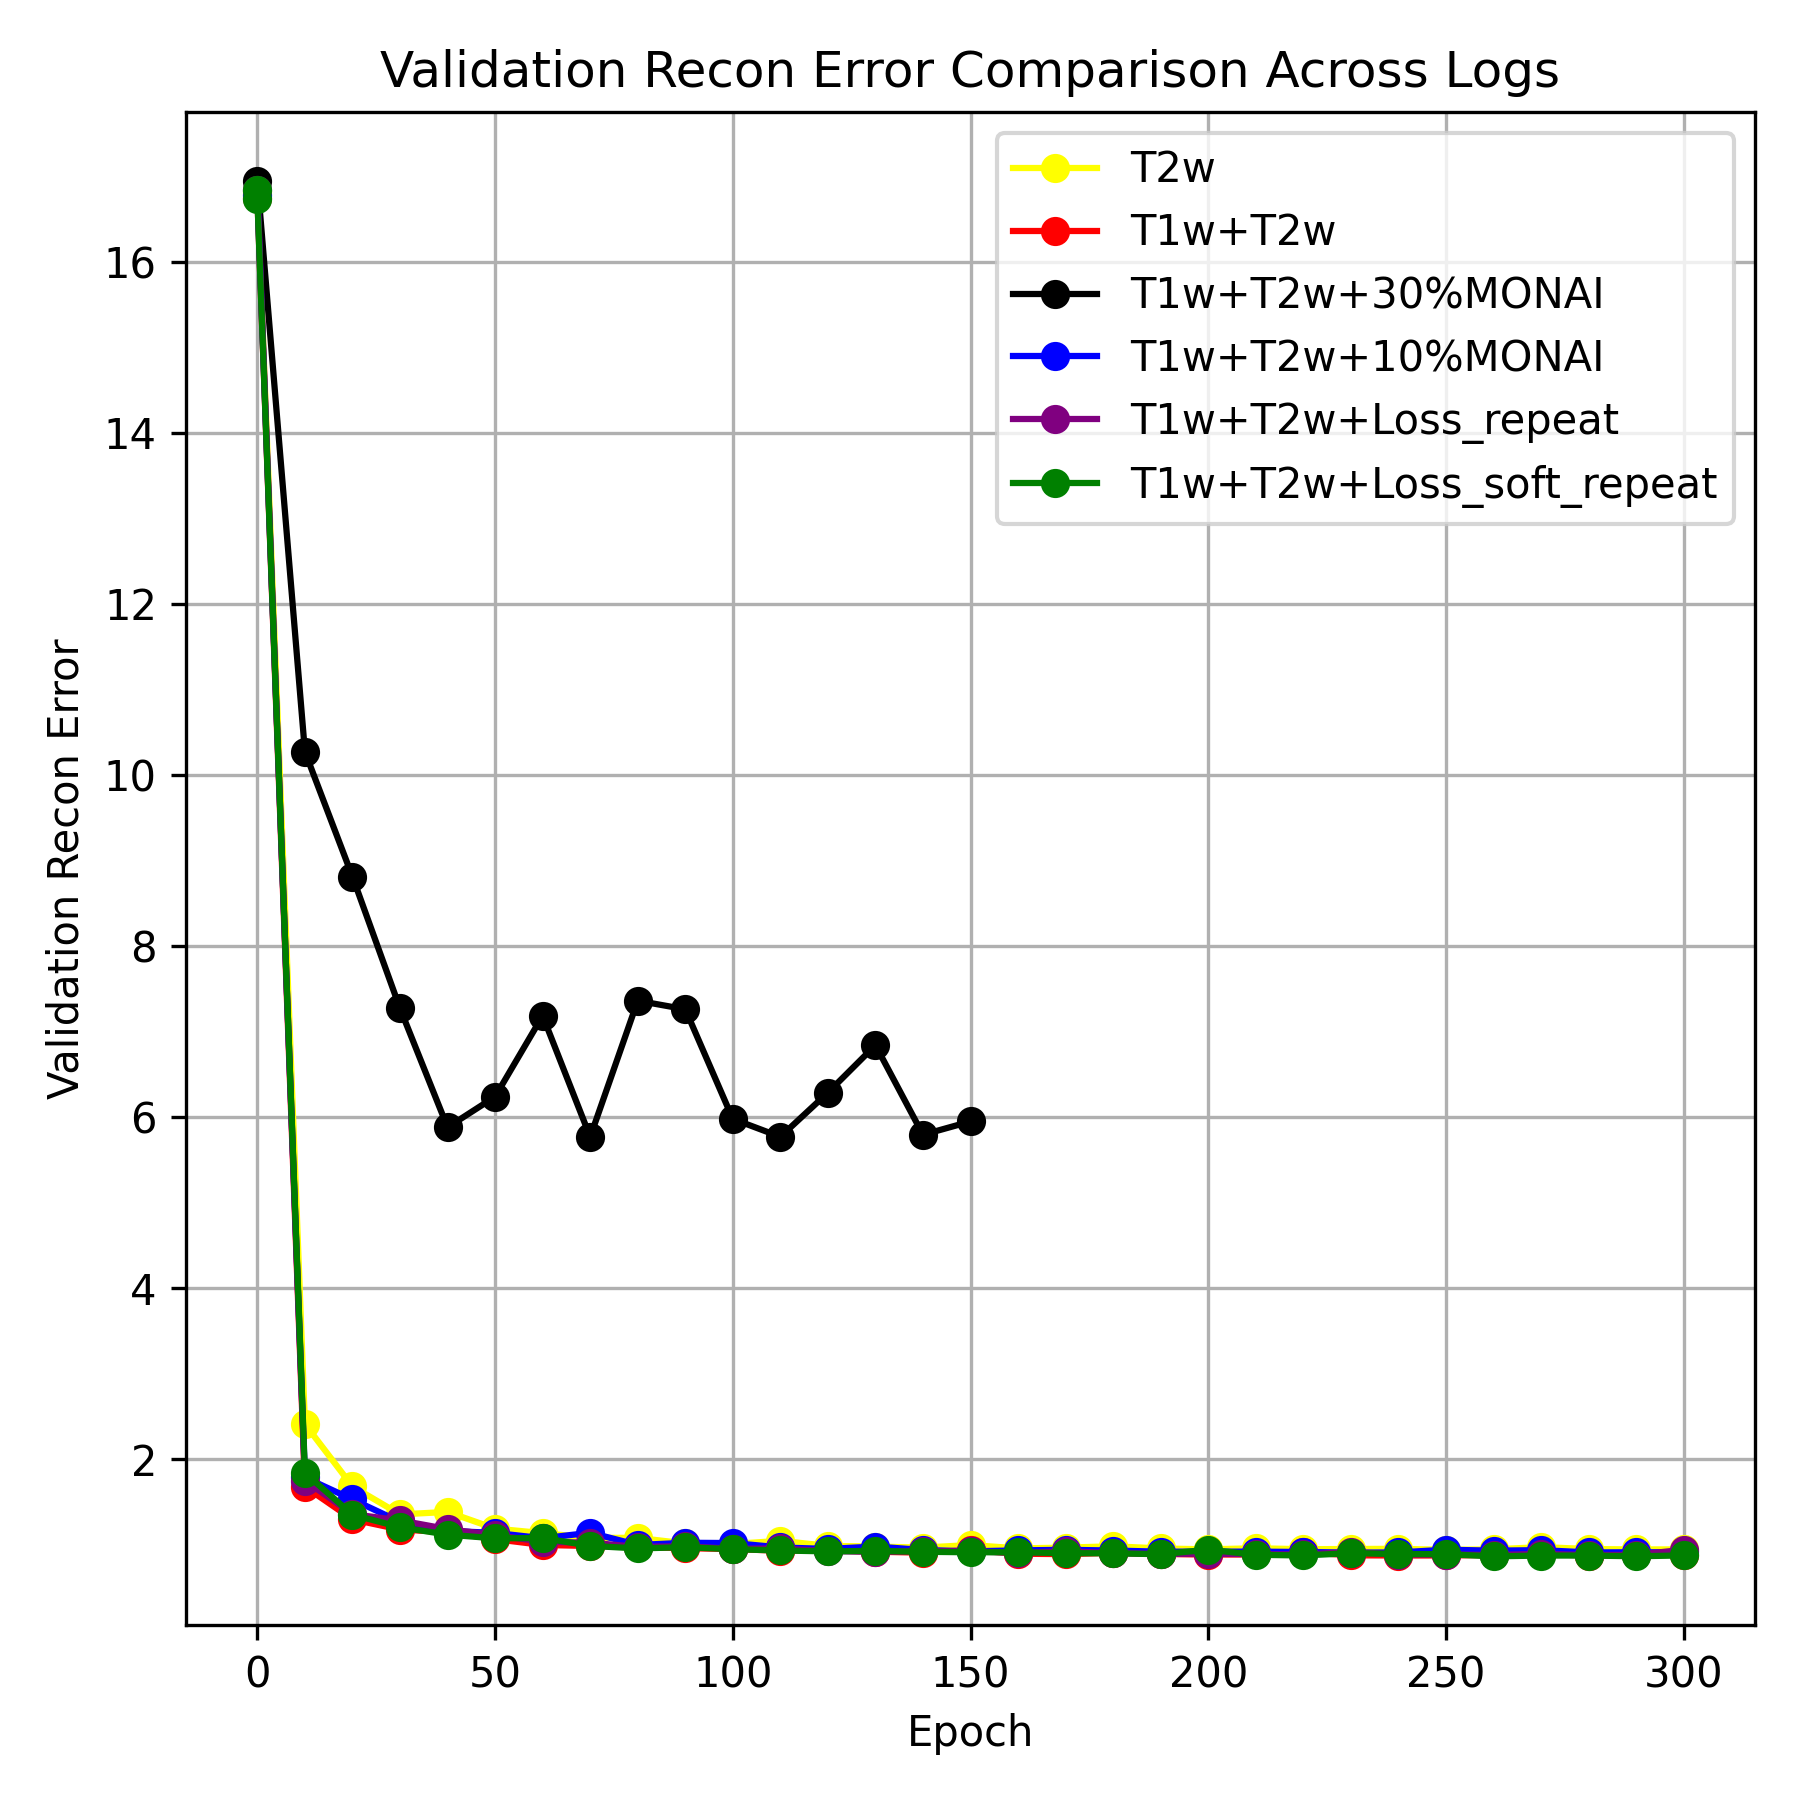 Validation Recon Error Comparison Across Logs
T2w
T1w+T2w
T1w+T2w+30%MONAI
T1w+T2w+10%MONAI
T1w+T2w+Loss_repeat
T1w+T2w+Loss_soft_repeat
Validation Recon Error
16
14
12
10
8
6
4
2
0 50 100 150 200 250 300
Epoch